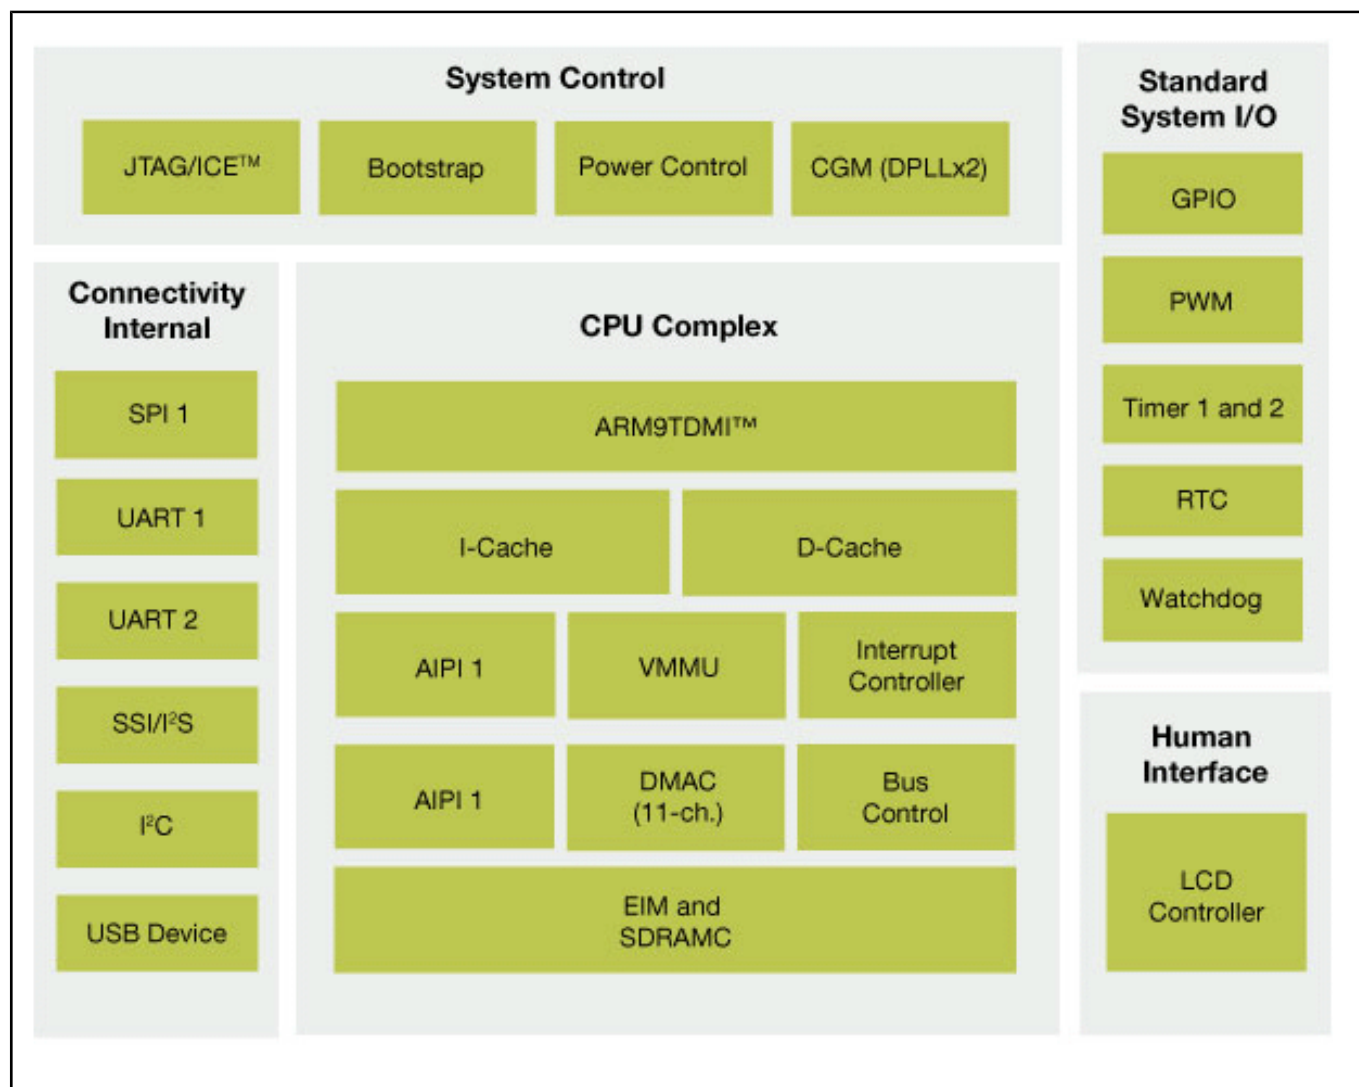 System Control
JTAG/ICE™
Bootstrap
Power Control
CGM (DPLLx2)
Standard
System I/O
GPIO
PWM
Timer 1 and 2
RTC
Watchdog
Connectivity
Internal
SPI 1
UART 1
UART 2
SSI/I²S
I²C
USB Device
CPU Complex
ARM9TDMI™
I-Cache
D-Cache
AIPI 1
VMMU
Interrupt
Controller
AIPI 1
DMAC
(11-ch.)
Bus
Control
EIM and
SDRAMC
Human
Interface
LCD
Controller